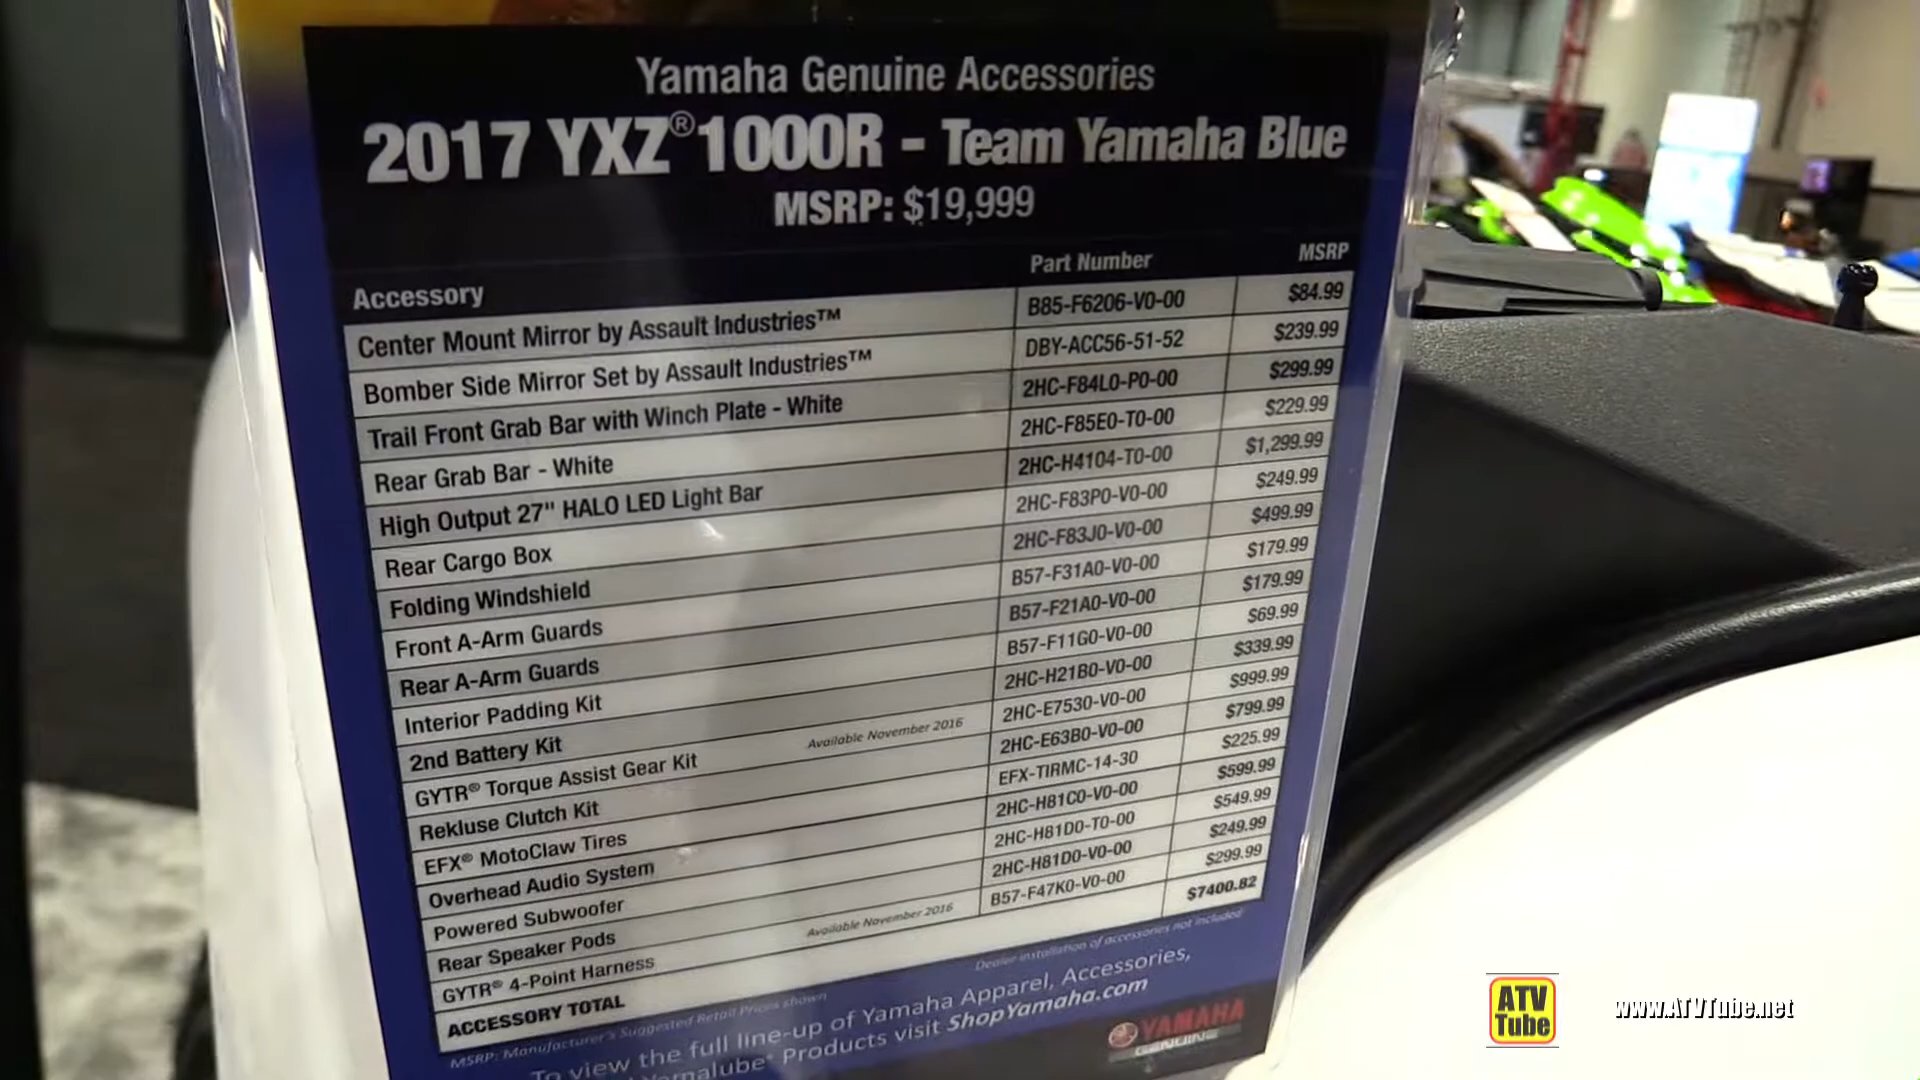 Yamaha Genuine Accessories
2017 YXZ®1000R - Team Yamaha Blue
MSRP: $19,999
Accessory Part Number MSRP
Center Mount Mirror by Assault Industries™ B85-F6206-V0-00 $84.99
Bomber Side Mirror Set by Assault Industries™ DBY-ACC56-51-52 $239.99
Trail Front Grab Bar with Winch Plate - White 2HC-F84L0-P0-00 $299.99
Rear Grab Bar - White 2HC-F85E0-T0-00 $229.99
High Output 27" HALO LED Light Bar 2HC-H4104-T0-00 $1,299.99
Rear Cargo Box 2HC-F83P0-V0-00 $249.99
Folding Windshield 2HC-F83J0-V0-00 $499.99
Front A-Arm Guards B57-F31A0-V0-00 $179.99
Rear A-Arm Guards B57-F21A0-V0-00 $179.99
Interior Padding Kit B57-F11G0-V0-00 $69.99
2nd Battery Kit 2HC-H21B0-V0-00 $339.99
GYTR® Torque Assist Gear Kit Available November 2016 2HC-E7530-V0-00 $999.99
Rekluse Clutch Kit 2HC-E63B0-V0-00 $799.99
EFX® MotoClaw Tires EFX-TIRMC-14-30 $225.99
Overhead Audio System 2HC-H81C0-V0-00 $599.99
Powered Subwoofer 2HC-H81D0-T0-00 $549.99
Rear Speaker Pods 2HC-H81D0-V0-00 $249.99
GYTR® 4-Point Harness Available November 2016 B57-F47K0-V0-00 $299.99
ACCESSORY TOTAL $7400.82
MSRP: Manufacturer's Suggested Retail Prices shown Dealer installation of accessories not included
To view the full line-up of Yamaha Apparel, Accessories,
Yamalube® Products visit ShopYamaha.com
YAMAHA
GENUINE
ATV
Tube
www.ATVTube.net